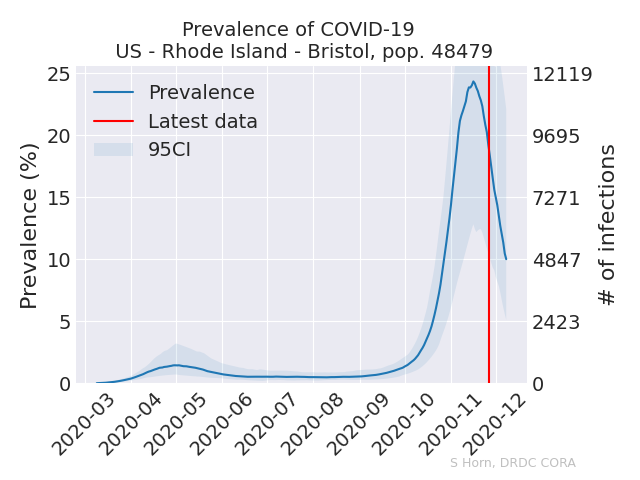 Prevalence of COVID-19
US - Rhode Island - Bristol, pop. 48479
Prevalence
Latest data
95CI
Prevalence (%)
25
20
15
10
5
0
12119
9695
7271
4847
2423
0
# of infections
2020-03
2020-04
2020-05
2020-06
2020-07
2020-08
2020-09
2020-10
2020-11
2020-12
S Horn, DRDC CORA